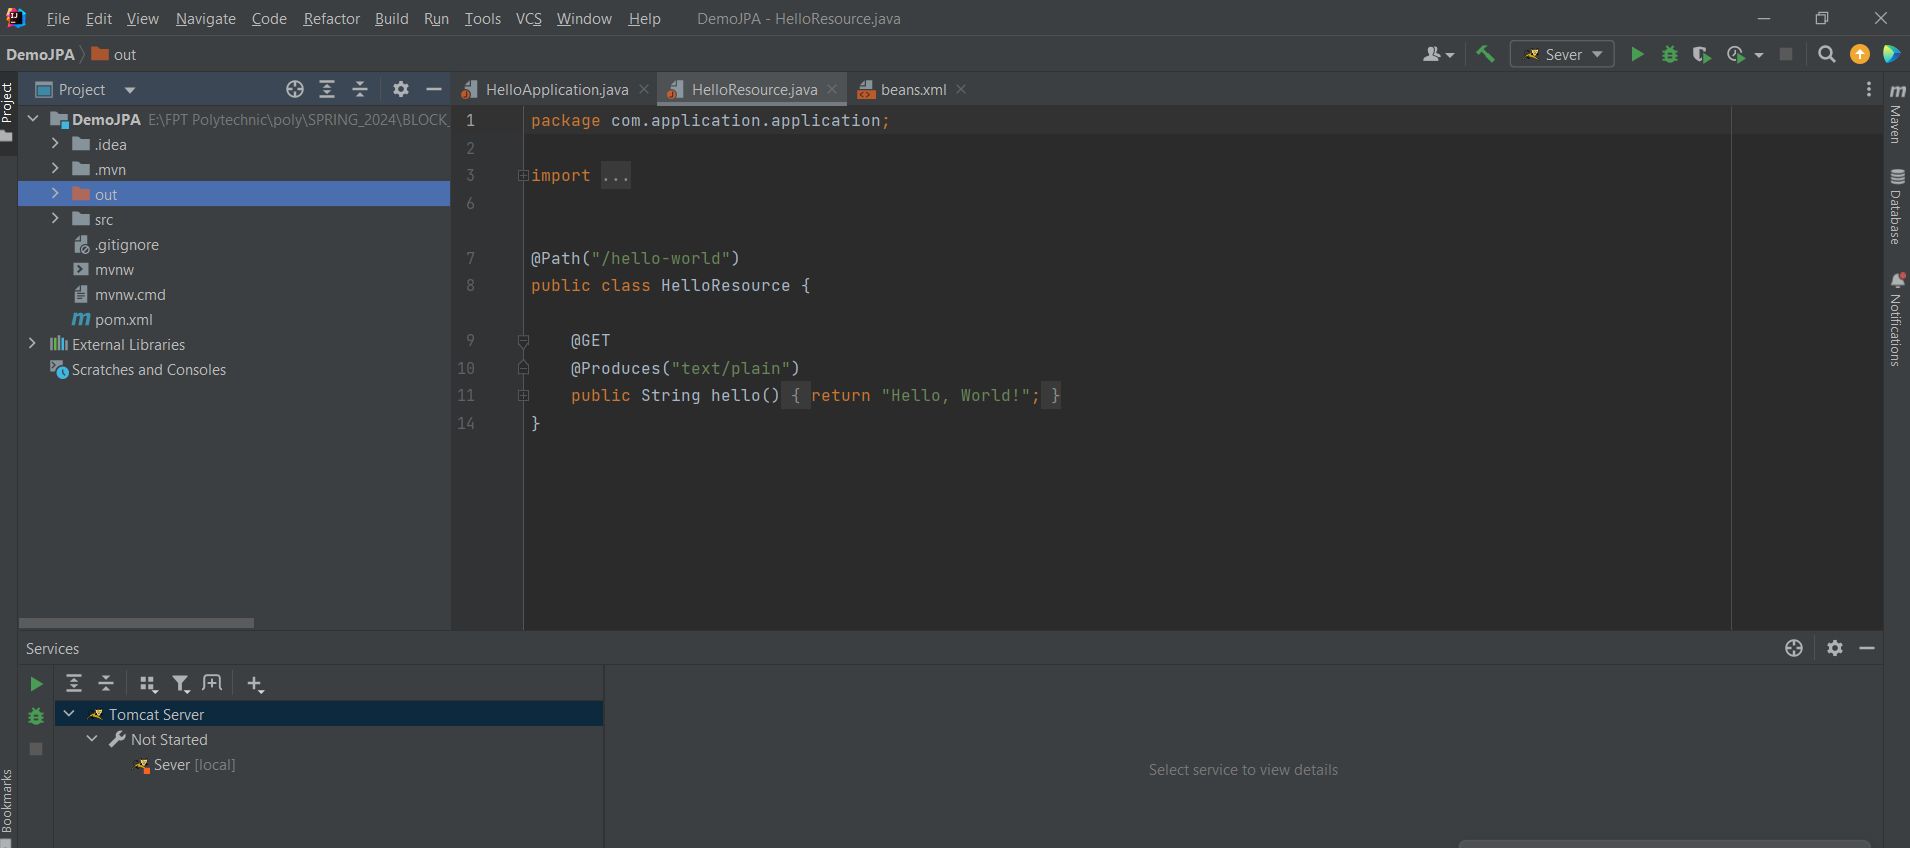 File Edit View Navigate Code Refactor Build Run Tools VCS Window Help DemoJPA - HelloResource.java
DemoJPA out
Sever
Project
Project
HelloApplication.java
HelloResource.java
beans.xml
DemoJPA E:\FPT Polytechnic\poly\SPRING_2024\BLOCK_
.idea
.mvn
out
src
.gitignore
mvnw
mvnw.cmd
pom.xml
External Libraries
Scratches and Consoles
1 package com.application.application;
2
3 import ...
6
7 @Path("/hello-world")
8 public class HelloResource {
9 @GET
10 @Produces("text/plain")
11 public String hello() { return "Hello, World!"; }
14 }
Maven
Database
Notifications
Services
Tomcat Server
Not Started
Sever [local]
Select service to view details
Bookmarks